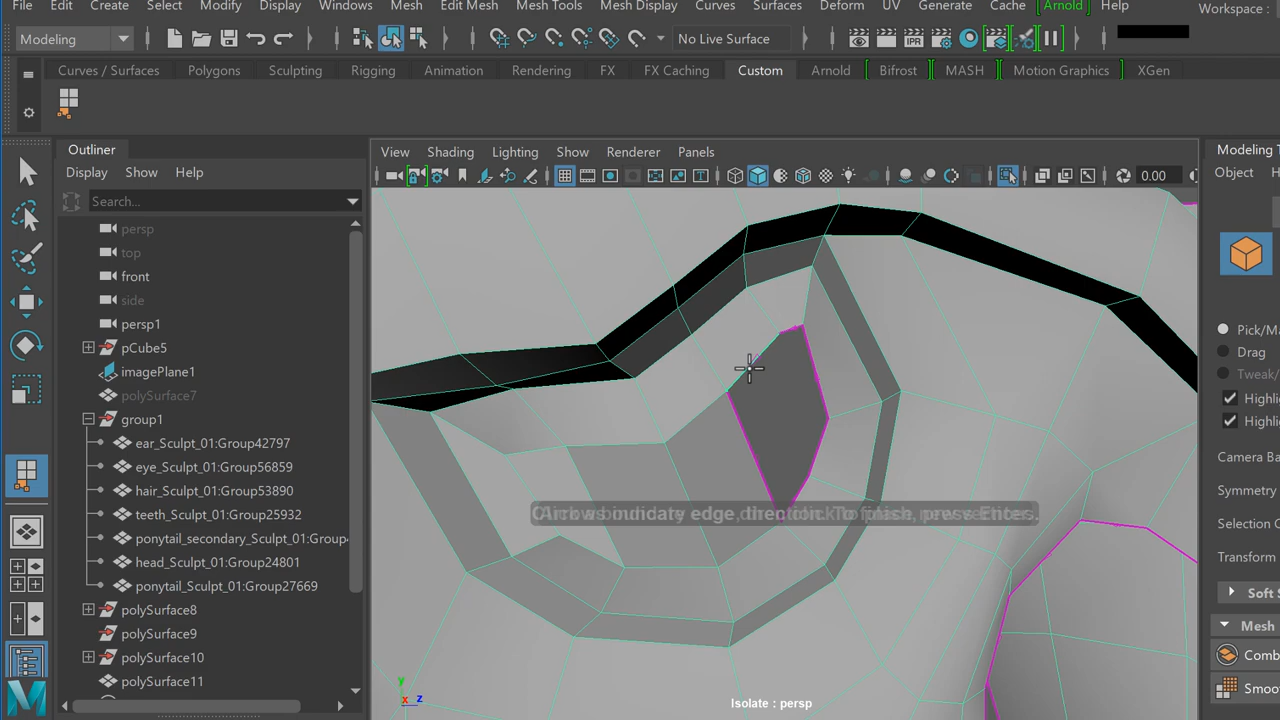 File Edit Create Select Modify Display Windows Mesh Edit Mesh Mesh Tools Mesh Display Curves Surfaces Deform UV Generate Cache Arnold Help Workspace :
Modeling No Live Surface
Curves / Surfaces Polygons Sculpting Rigging Animation Rendering FX FX Caching Custom Arnold Bifrost MASH Motion Graphics XGen
Outliner
Display Show Help
Search...
persp
top
front
side
persp1
pCube5
imagePlane1
polySurface7
group1
ear_Sculpt_01:Group42797
eye_Sculpt_01:Group56859
hair_Sculpt_01:Group53890
teeth_Sculpt_01:Group25932
ponytail_secondary_Sculpt_01:Group
head_Sculpt_01:Group24801
ponytail_Sculpt_01:Group27669
polySurface8
polySurface9
polySurface10
polySurface11
View Shading Lighting Show Renderer Panels
IPR 0.00
Isolate : persp
y
x z
Modeling T
Object H
Pick/Ma
Drag
Tweak/
Highli
Highli
Camera Ba
Symmetry
Selection C
Transform
Soft S
Mesh
Comb
Smoo